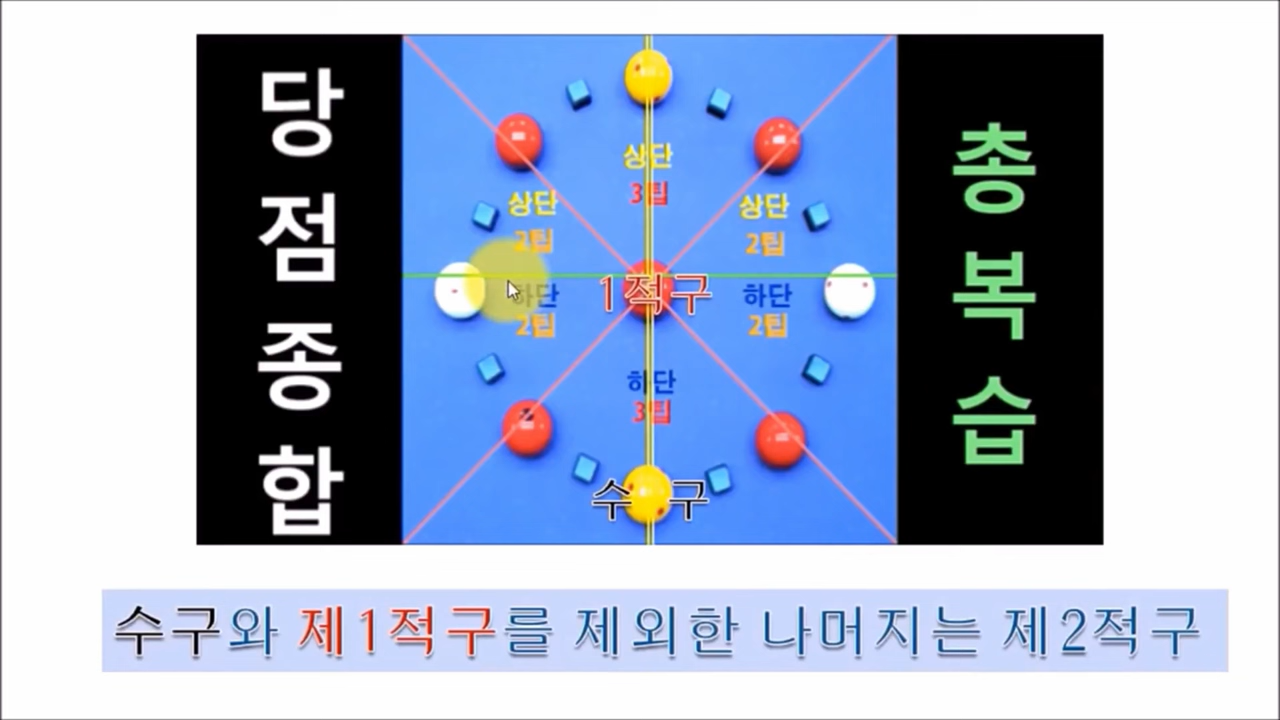 당점종합
총복습
상단
3팁
상단
2팁
상단
2팁
1적구
하단
2팁
하단
2팁
하단
3팁
수구
수구와 제1적구를 제외한 나머지는 제2적구